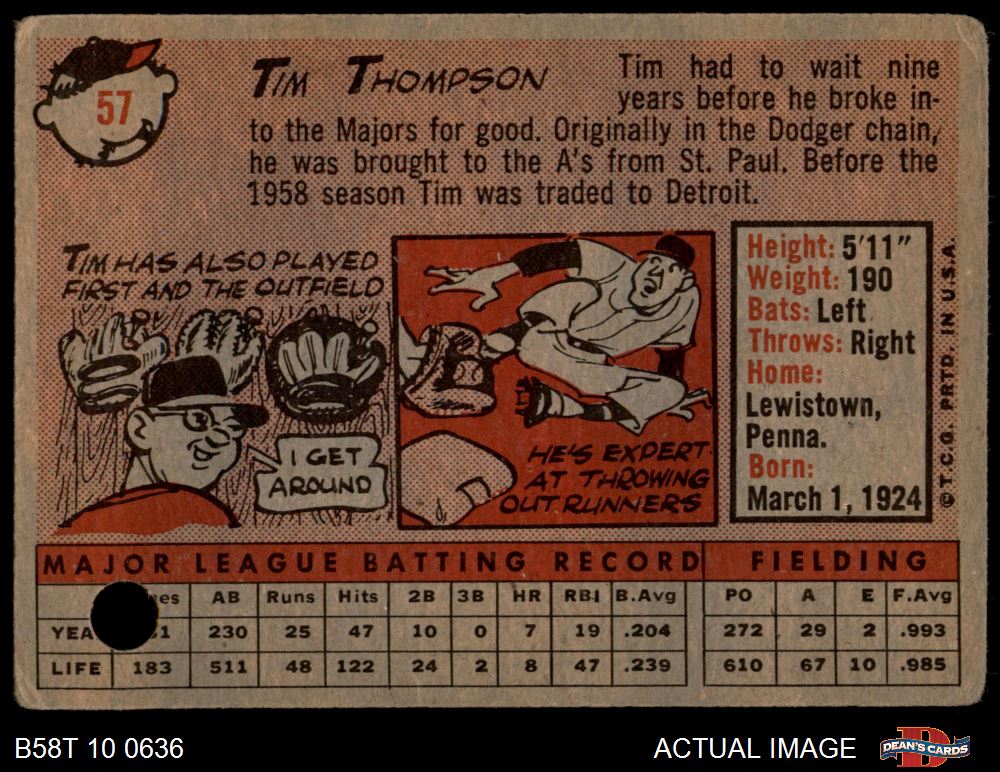 57
TIM THOMPSON
Tim had to wait nine
years before he broke in-
to the Majors for good. Originally in the Dodger chain,
he was brought to the A's from St. Paul. Before the
1958 season Tim was traded to Detroit.
TIM HAS ALSO PLAYED
FIRST AND THE OUTFIELD
I GET
AROUND
HE'S EXPERT
AT THROWING
OUT RUNNERS
Height: 5'11"
Weight: 190
Bats: Left
Throws: Right
Home:
Lewistown,
Penna.
Born:
March 1, 1924
© T.C.G. PRTD. IN U.S.A.
MAJOR LEAGUE BATTING RECORD FIELDING
AB Runs Hits 2B 3B HR RBI B.Avg PO A E F.Avg
230 25 47 10 0 7 19 .204 272 29 2 .993
LIFE 183 511 48 122 24 2 8 47 .239 610 67 10 .985
B58T 10 0636
ACTUAL IMAGE
DEAN'S CARDS